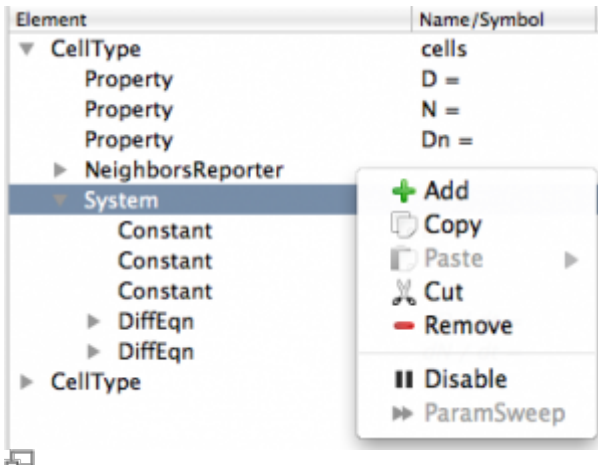 Element Name/Symbol
CellType cells
Property D =
Property N =
Property Dn =
NeighborsReporter
System
Constant
Constant
Constant
DiffEqn
DiffEqn
CellType
Add
Copy
Paste
Cut
Remove
Disable
ParamSweep